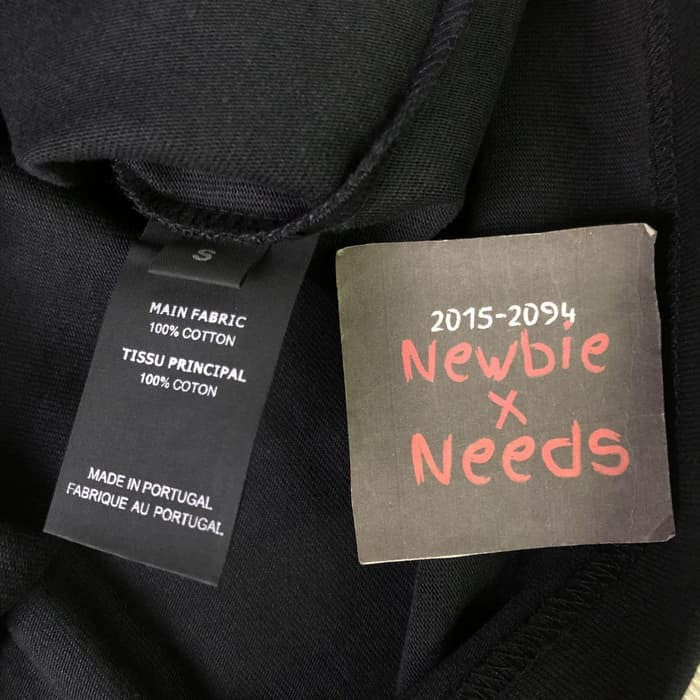 S
MAIN FABRIC
100% COTTON
TISSU PRINCIPAL
100% COTON
MADE IN PORTUGAL
FABRIQUE AU PORTUGAL
2015-2094
Newbie
x
Needs